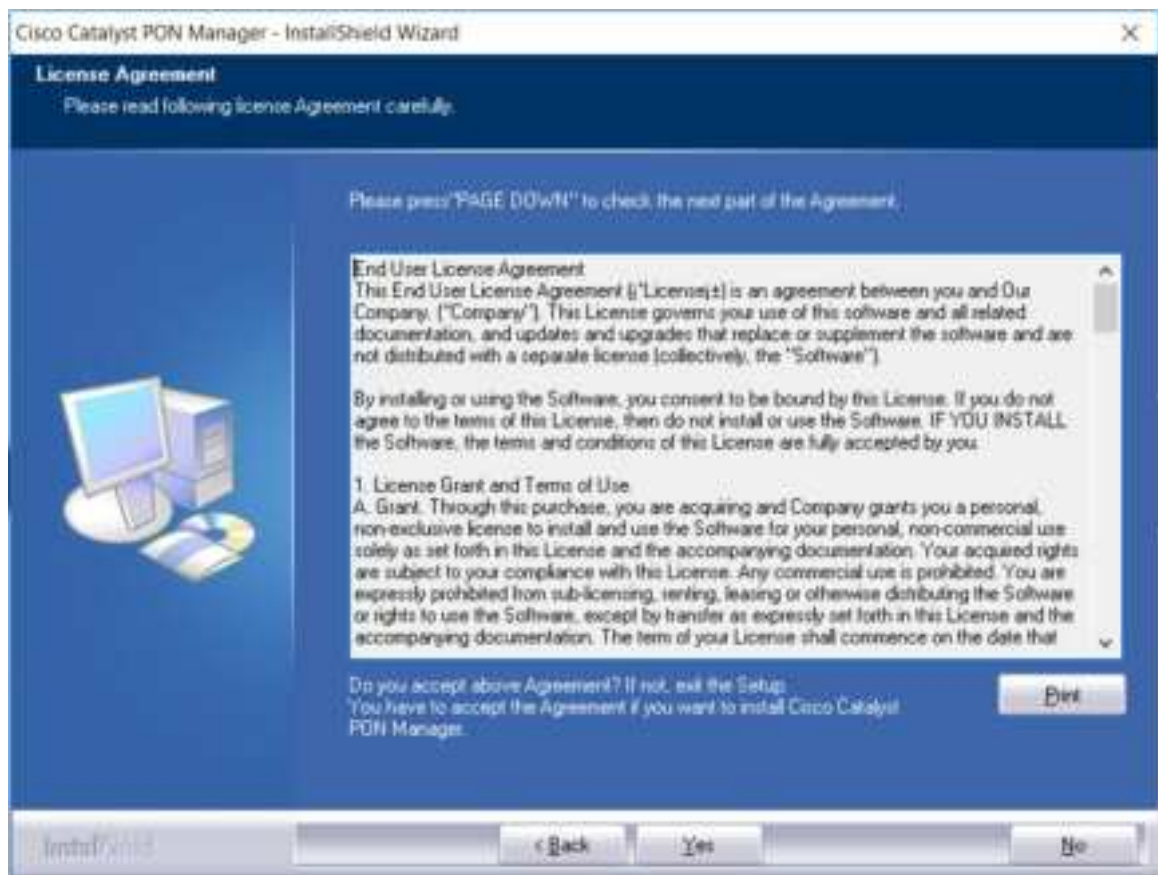 Cisco Catalyst PON Manager - InstallShield Wizard
License Agreement
Please read following license Agreement carefully.
Please press"PAGE DOWN" to check the next part of the Agreement.
End User License Agreement
This End User License Agreement (¡°License¡±) is an agreement between you and Our
Company. ("Company"). This License governs your use of this software and all related
documentation, and updates and upgrades that replace or supplement the software and are
not distributed with a separate license (collectively, the "Software").
By installing or using the Software, you consent to be bound by this License. If you do not
agree to the terms of this License, then do not install or use the Software. IF YOU INSTALL
the Software, the terms and conditions of this License are fully accepted by you.
1. License Grant and Terms of Use
A. Grant. Through this purchase, you are acquiring and Company grants you a personal,
non-exclusive license to install and use the Software for your personal, non-commercial use
solely as set forth in this License and the accompanying documentation. Your acquired rights
are subject to your compliance with this License. Any commercial use is prohibited. You are
expressly prohibited from sub-licensing, renting, leasing or otherwise distributing the Software
or rights to use the Software, except by transfer as expressly set forth in this License and the
accompanying documentation. The term of your License shall commence on the date that
Do you accept above Agreement? If not, exit the Setup.
You have to accept the Agreement if you want to install Cisco Catalyst
PON Manager.
Print
InstallShield
< Back
Yes
No